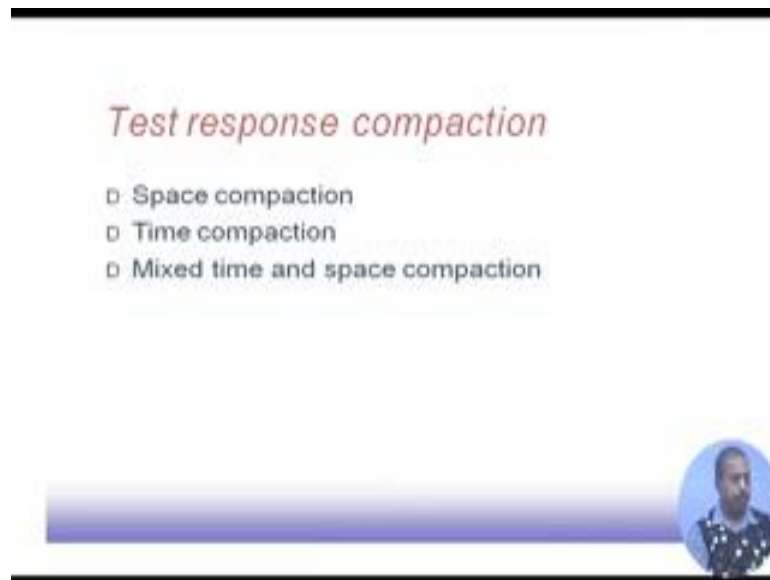 Test response compaction
Space compaction
Time compaction
Mixed time and space compaction